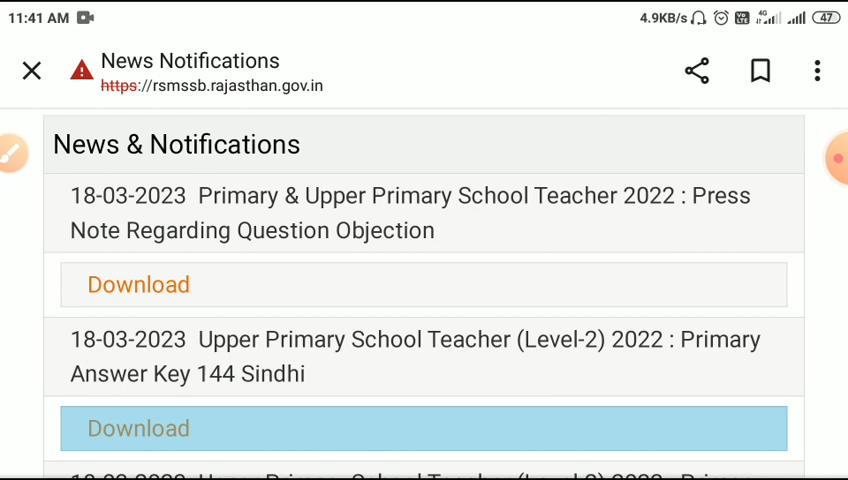 11:41 AM
4.9KB/s
4G
47
News Notifications
https://rsmssb.rajasthan.gov.in
News & Notifications
18-03-2023 Primary & Upper Primary School Teacher 2022 : Press
Note Regarding Question Objection
Download
18-03-2023 Upper Primary School Teacher (Level-2) 2022 : Primary
Answer Key 144 Sindhi
Download